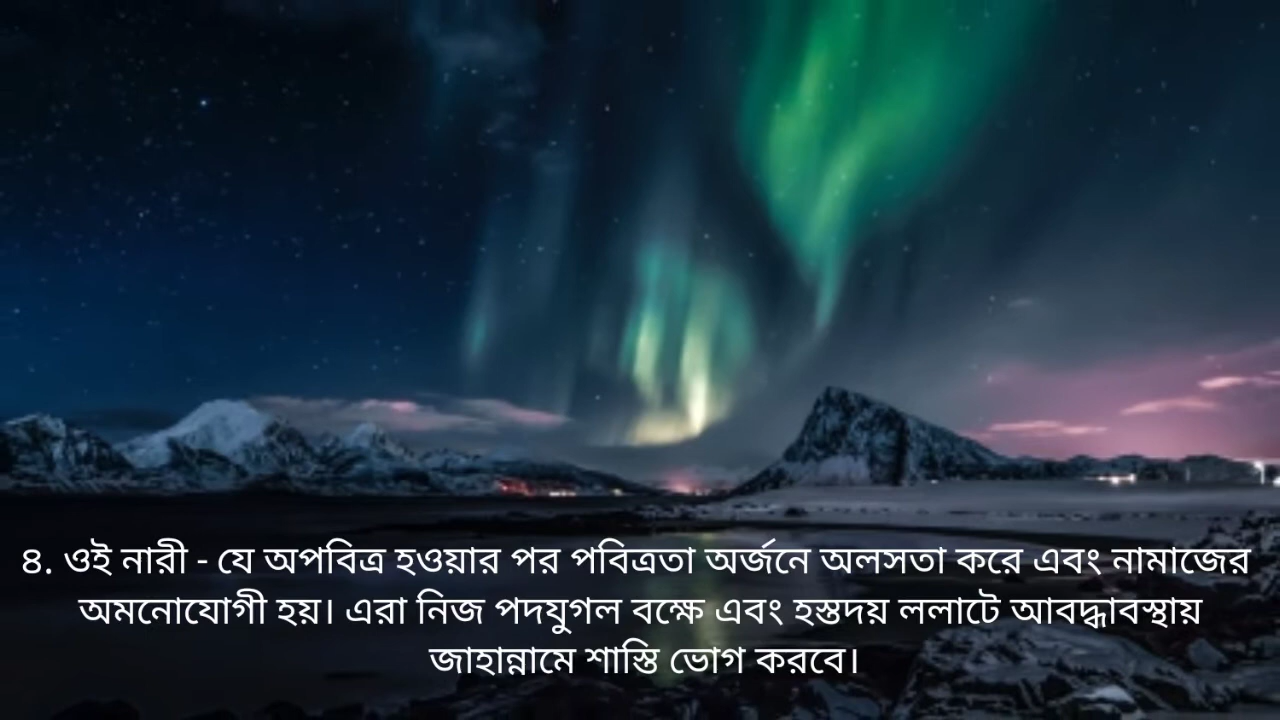 ৪. ওই নারী - যে অপবিত্র হওয়ার পর পবিত্রতা অর্জনে অলসতা করে এবং নামাজের
অমনোযোগী হয়। এরা নিজ পদযুগল বক্ষে এবং হস্তদয় ললাটে আবদ্ধাবস্থায়
জাহান্নামে শাস্তি ভোগ করবে।